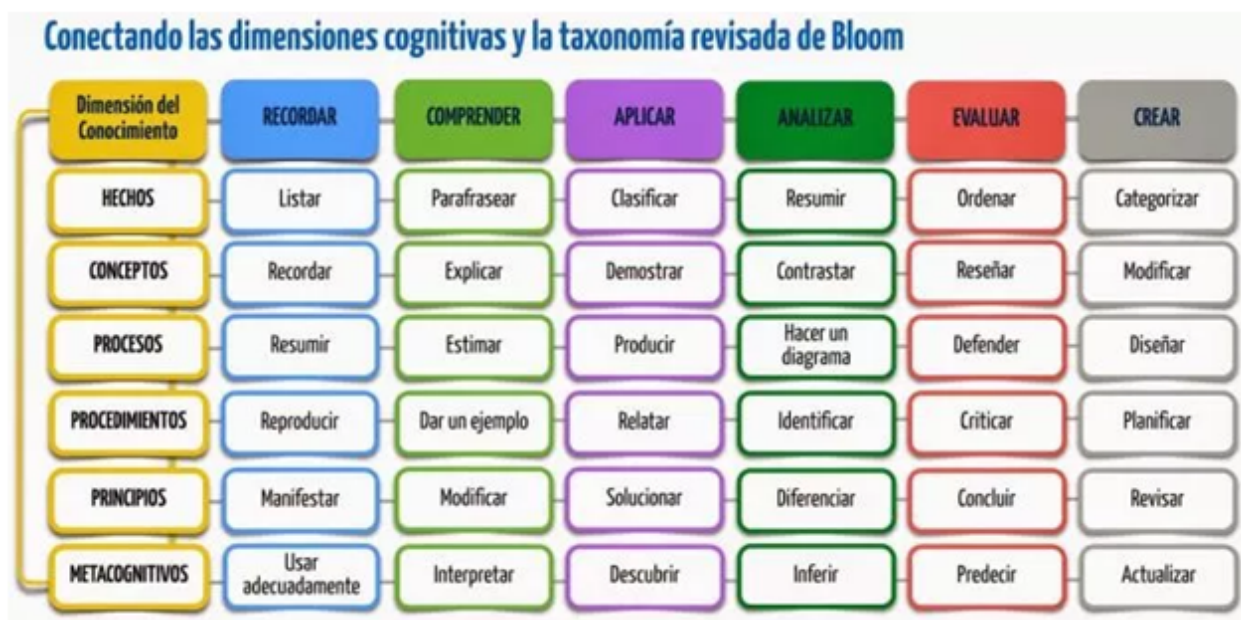 Conectando las dimensiones cognitivas y la taxonomía revisada de Bloom
Dimensión del
Conocimiento
RECORDAR
COMPRENDER
APLICAR
ANALIZAR
EVALUAR
CREAR
HECHOS
Listar
Parafrasear
Clasificar
Resumir
Ordenar
Categorizar
CONCEPTOS
Recordar
Explicar
Demostrar
Contrastar
Reseñar
Modificar
PROCESOS
Resumir
Estimar
Producir
Hacer un
diagrama
Defender
Diseñar
PROCEDIMIENTOS
Reproducir
Dar un ejemplo
Relatar
Identificar
Criticar
Planificar
PRINCIPIOS
Manifestar
Modificar
Solucionar
Diferenciar
Concluir
Revisar
METACOGNITIVOS
Usar
adecuadamente
Interpretar
Descubrir
Inferir
Predecir
Actualizar